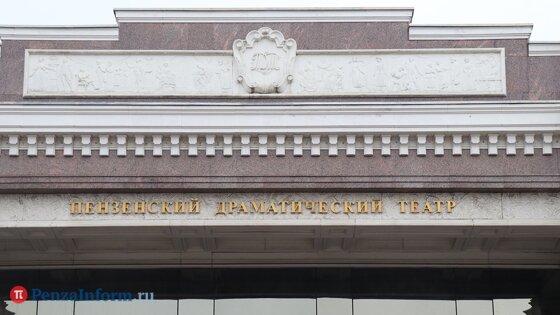 ПЕНЗЕНСКИЙ ДРАМАТИЧЕСКИЙ ТЕАТР
PenzaInform.ru